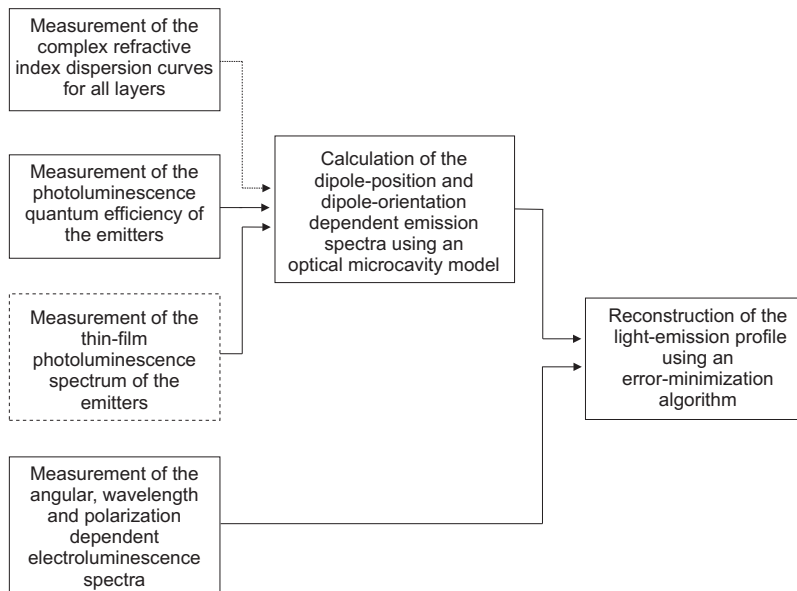 Measurement of the
complex refractive
index dispersion curves
for all layers
Measurement of the
photoluminescence
quantum efficiency of
the emitters
Measurement of the
thin-film
photoluminescence
spectrum of the
emitters
Measurement of the
angular, wavelength
and polarization
dependent
electroluminescence
spectra
Calculation of the
dipole-position and
dipole-orientation
dependent emission
spectra using an
optical microcavity model
Reconstruction of the
light-emission profile
using an
error-minimization
algorithm